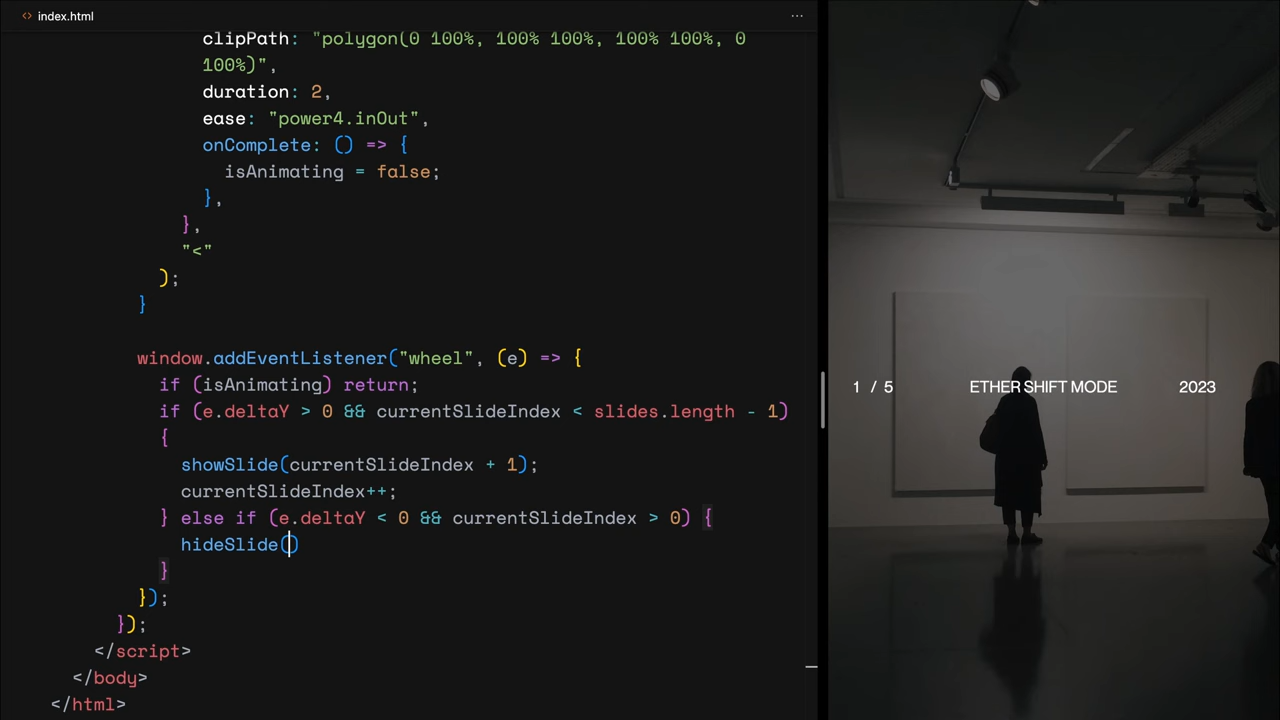 <> index.html ...
clipPath: "polygon(0 100%, 100% 100%, 100% 100%, 0
100%)",
duration: 2,
ease: "power4.inOut",
onComplete: () => {
isAnimating = false;
},
},
"<"
);
}
window.addEventListener("wheel", (e) => {
if (isAnimating) return;
if (e.deltaY > 0 && currentSlideIndex < slides.length - 1)
{
showSlide(currentSlideIndex + 1);
currentSlideIndex++;
} else if (e.deltaY < 0 && currentSlideIndex > 0) {
hideSlide()
}
});
});
</script>
</body>
</html>
1 / 5 ETHER SHIFT MODE 2023